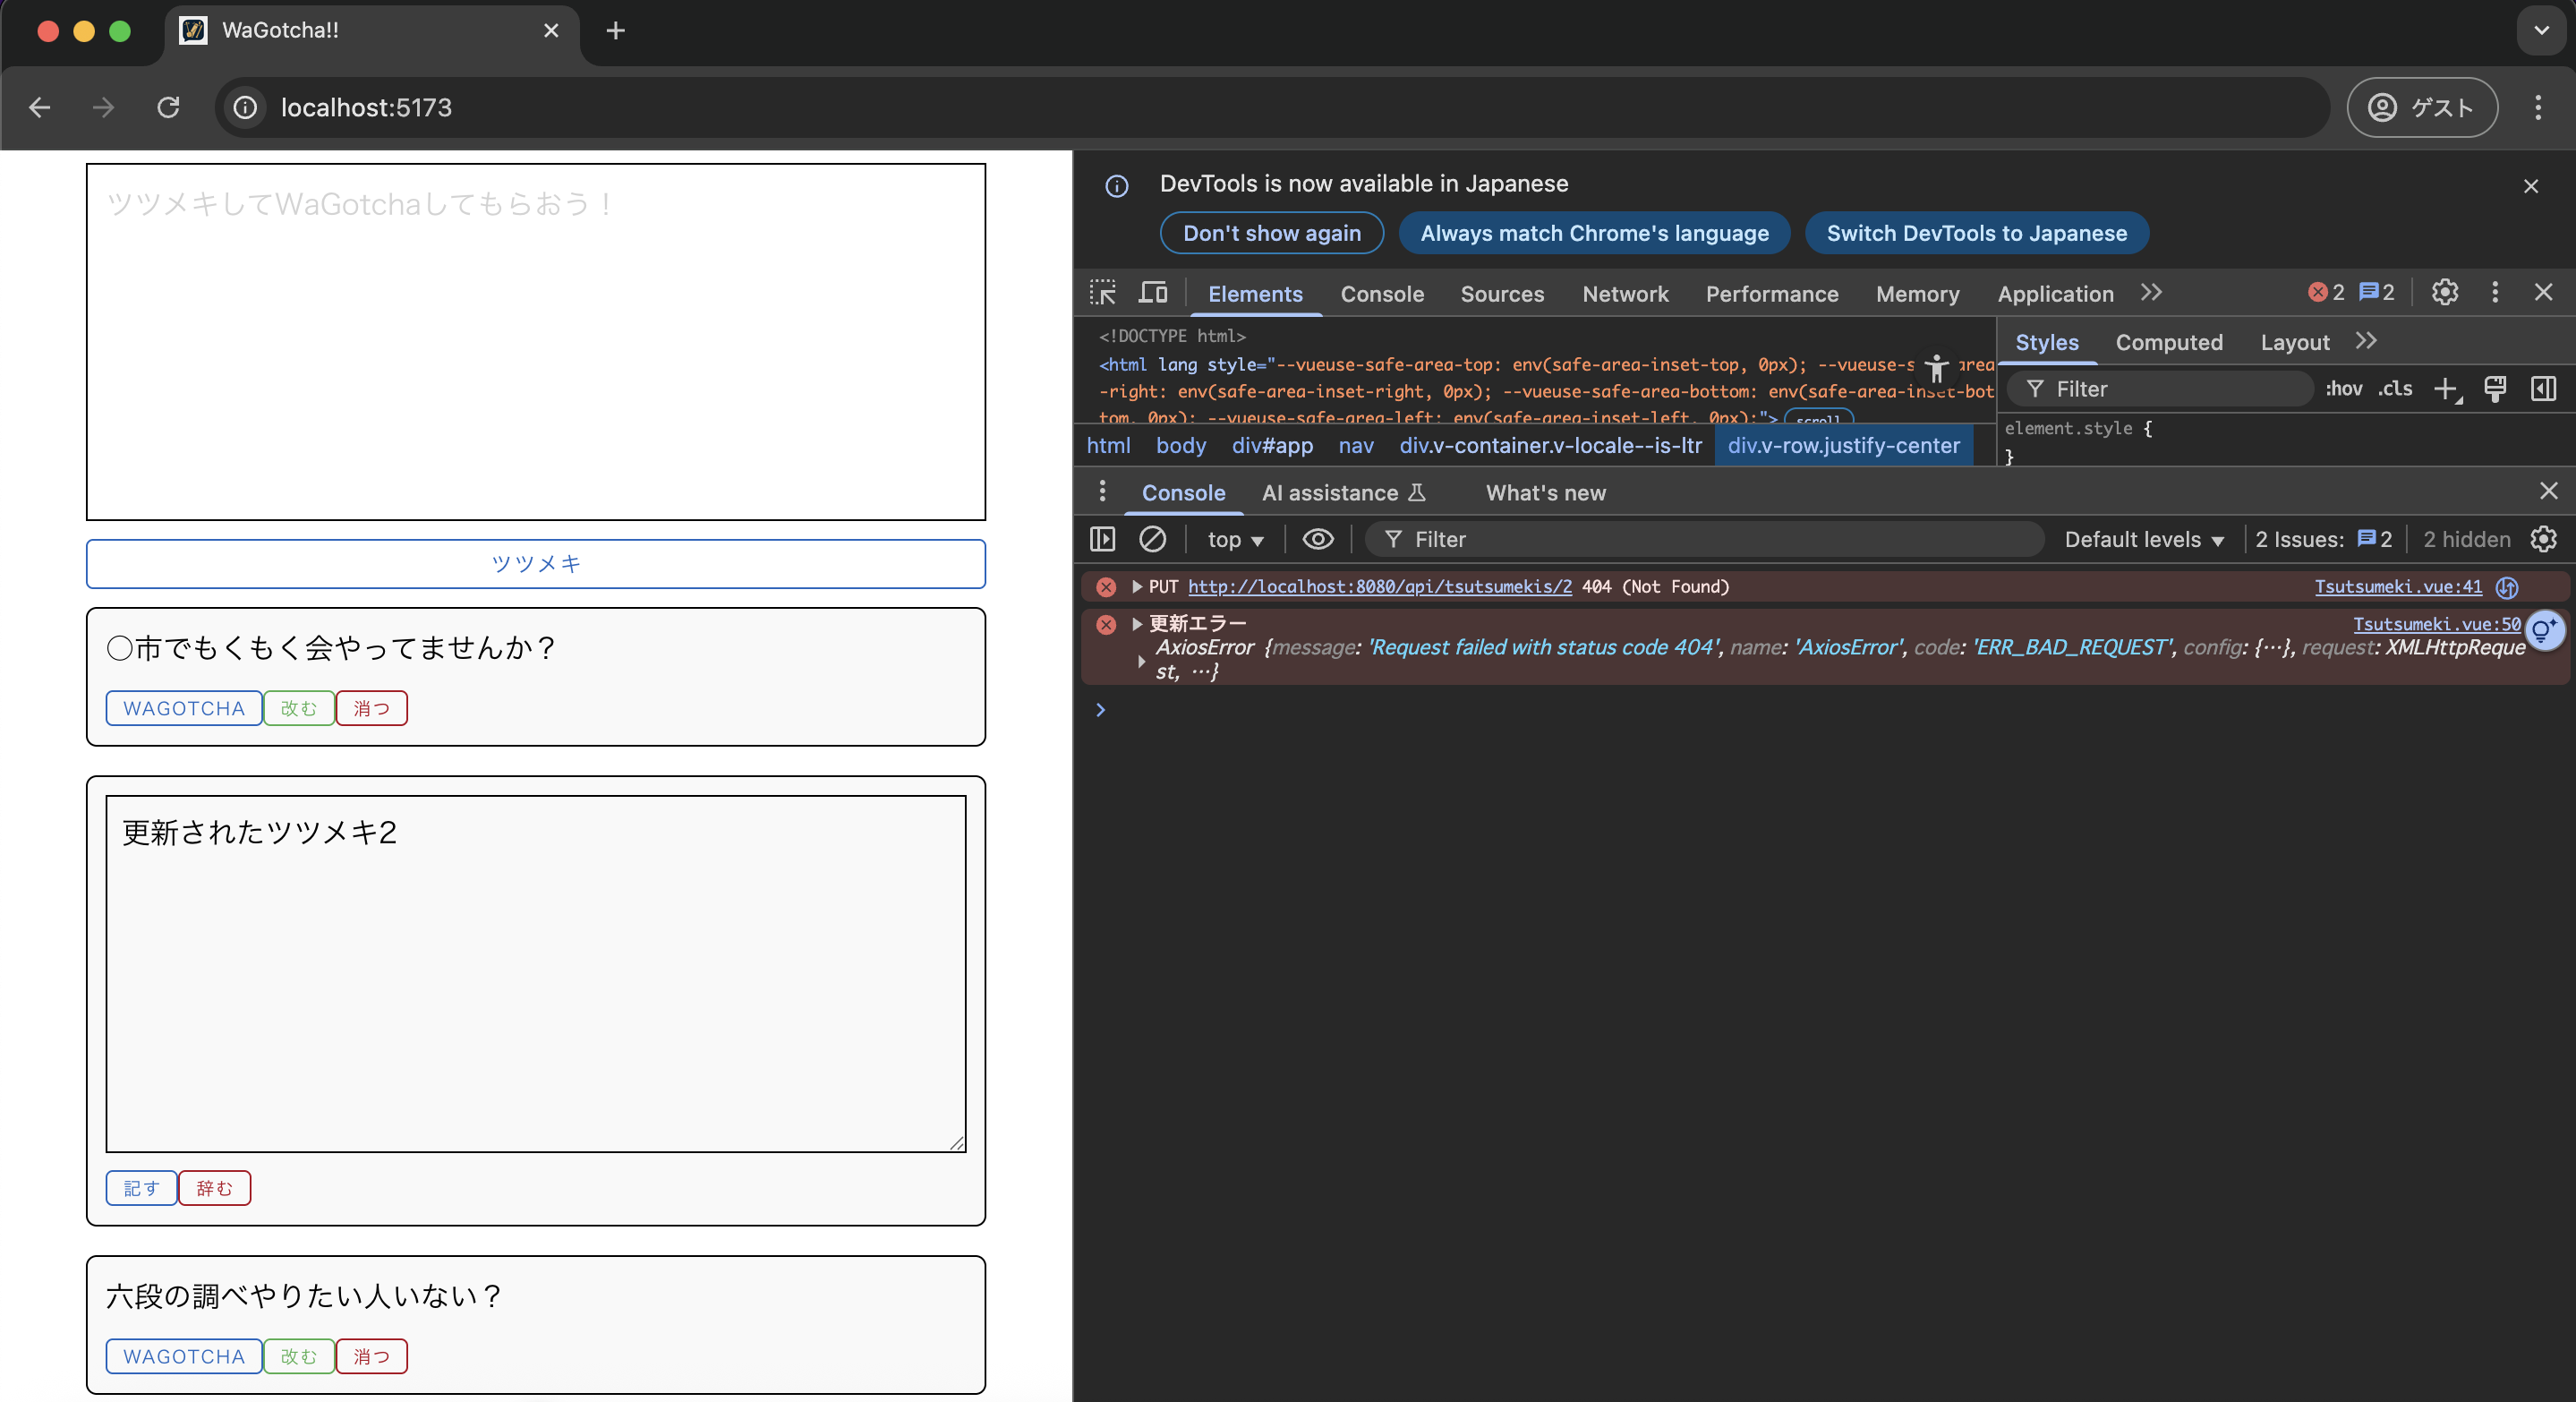 WaGotcha!!
localhost:5173
ゲスト
ツツメキしてWaGotchaしてもらおう！
ツツメキ
〇市でもくもく会やってませんか？
WAGOTCHA 改む 消つ
更新されたツツメキ2
記す 辞む
六段の調べやりたい人いない？
WAGOTCHA 改む 消つ
DevTools is now available in Japanese
Don't show again Always match Chrome's language Switch DevTools to Japanese
Elements Console Sources Network Performance Memory Application 2 2
<!DOCTYPE html>
<html lang style="--vueuse-safe-area-top: env(safe-area-inset-top, 0px); --vueuse-s area
-right: env(safe-area-inset-right, 0px); --vueuse-safe-area-bottom: env(safe-area-inset-bot
tom, 0px); --vueuse-safe-area-left: env(safe-area-inset-left, 0px);"> scroll
html body div#app nav div.v-container.v-locale--is-ltr div.v-row.justify-center
Styles Computed Layout
Filter :hov .cls
element.style {
}
Console AI assistance What's new
top Filter Default levels 2 Issues: 2 2 hidden
PUT http://localhost:8080/api/tsutsumekis/2 404 (Not Found) Tsutsumeki.vue:41
更新エラー Tsutsumeki.vue:50
AxiosError {message: 'Request failed with status code 404', name: 'AxiosError', code: 'ERR_BAD_REQUEST', config: {…}, request: XMLHttpReque
st, …}